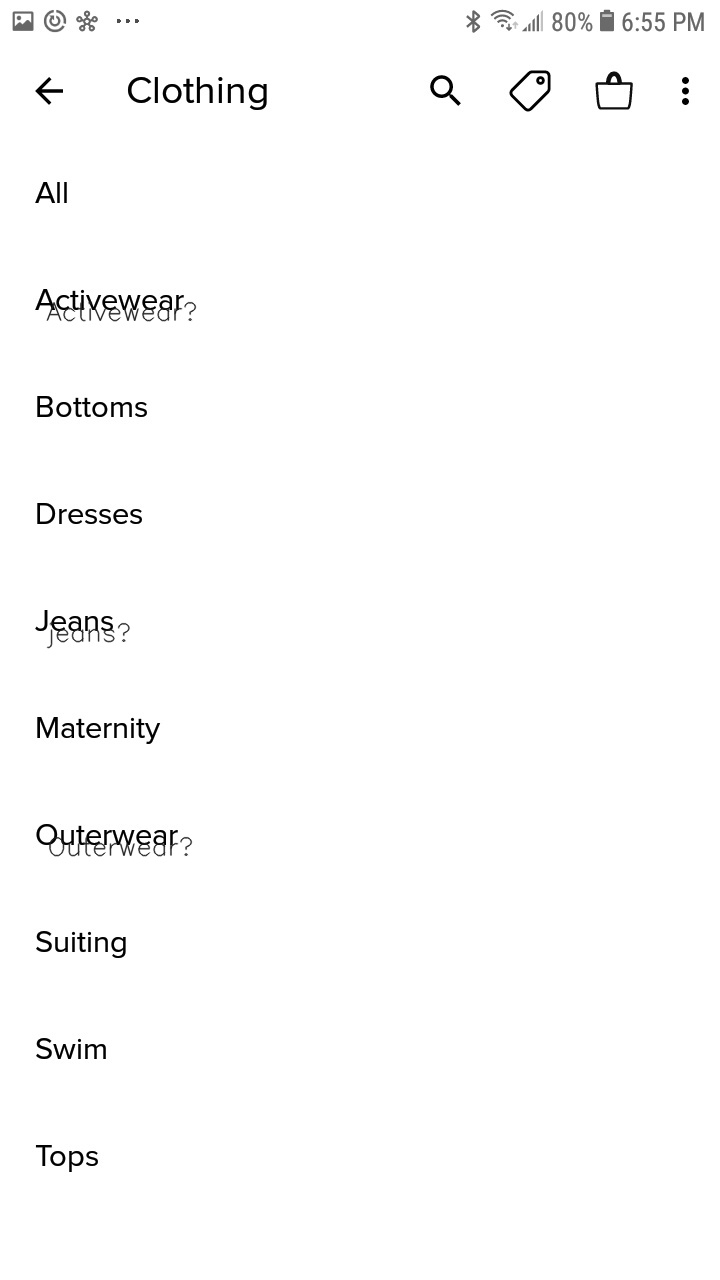 80% 6:55 PM
Clothing
All
Activewear
Activewear?
Bottoms
Dresses
Jeans
Jeans?
Maternity
Outerwear
Outerwear?
Suiting
Swim
Tops